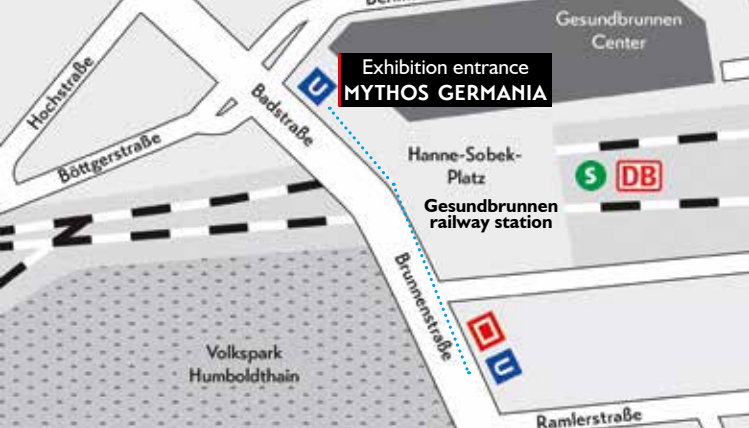 Gesundbrunnen
Center
U
Exhibition entrance
MYTHOS GERMANIA
Hochstraße
Badstraße
Böttgerstraße
Hanne-Sobek-
Platz
S
DB
Gesundbrunnen
railway station
Brunnenstraße
Volkspark
Humboldthain
U
Ramlerstraße